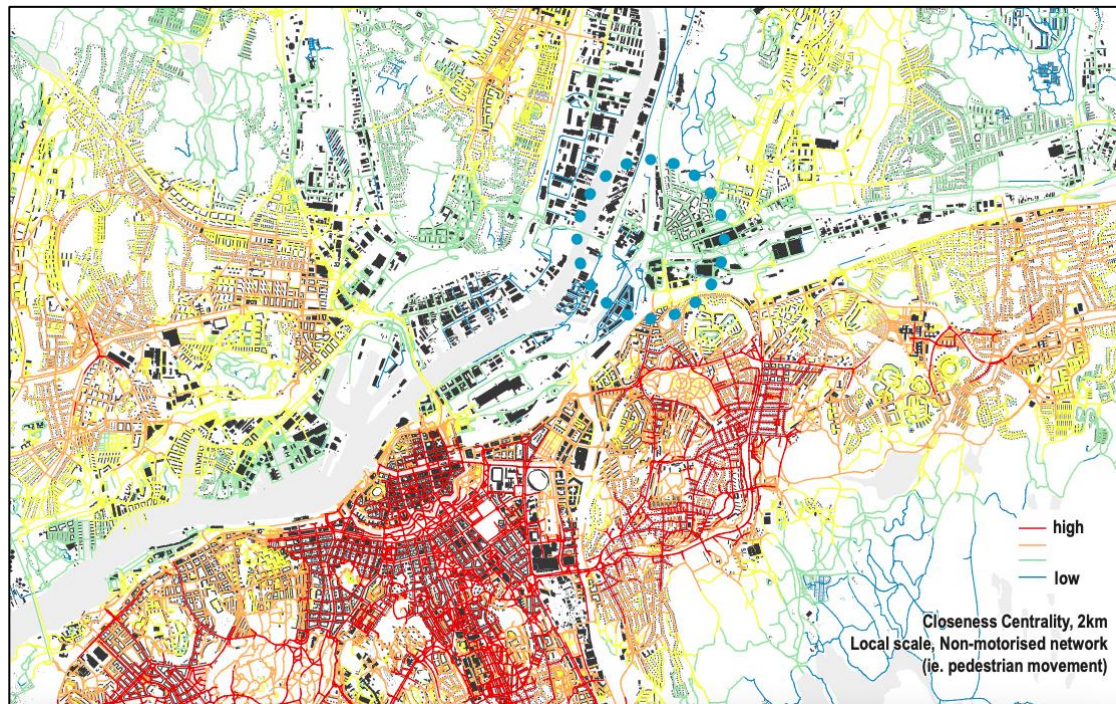 high
low
Closeness Centrality, 2km
Local scale, Non-motorised network
(ie. pedestrian movement)